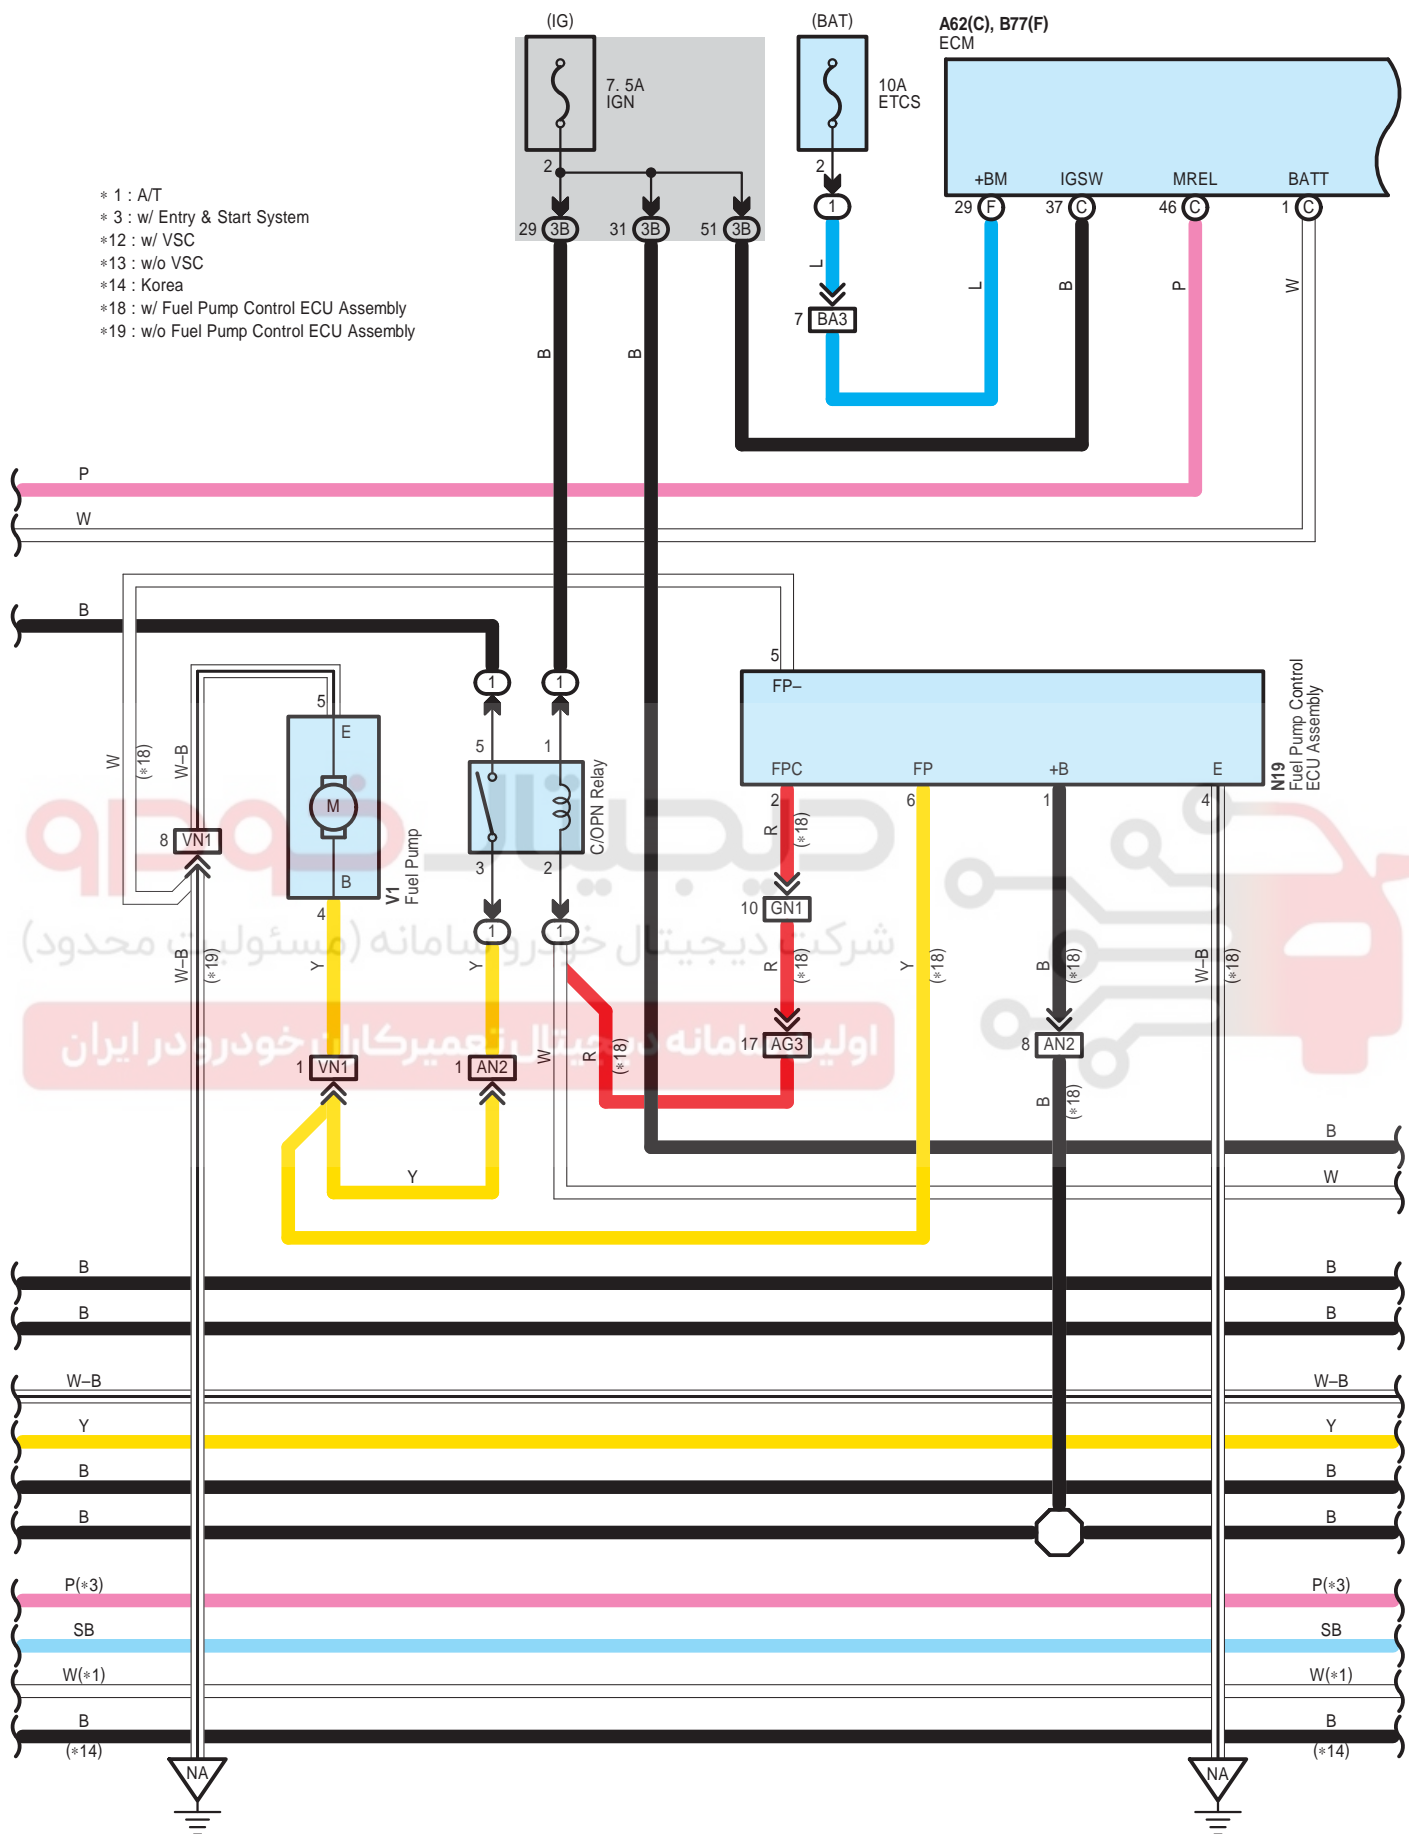 (IG)
(BAT)
A62(C), B77(F)
ECM
7. 5A
IGN
10A
ETCS
2
2
+BM
IGSW
MREL
BATT
1
29 F
37 C
46 C
1 C
29 3B
31 3B
51 3B
∗ 1 : A/T
∗ 3 : w/ Entry & Start System
∗12 : w/ VSC
∗13 : w/o VSC
∗14 : Korea
∗18 : w/ Fuel Pump Control ECU Assembly
∗19 : w/o Fuel Pump Control ECU Assembly
L
L
B
P
W
7 BA3
B
B
P
W
B
1
1
5
FP–
N19
Fuel Pump Control
ECU Assembly
5
E
M
B
4
V1
Fuel Pump
W
(∗18)
W–B
8 VN1
5
1
3
2
C/OPN Relay
FPC
FP
+B
E
2
6
1
4
R
(∗18)
10 GN1
1
1
دیجیتال خودرو
شرکت دیجیتال خودرو سامانه (مسئولیت محدود)
W–B
(∗19)
Y
Y
R
(∗18)
Y
(∗18)
B
(∗18)
W–B
(∗18)
اولین سامانه دیجیتال تعمیرکاران خودرو در ایران
17 AG3
8 AN2
1 VN1
1 AN2
W
R
(∗18)
B
(∗18)
B
Y
W
B
B
B
B
W–B
W–B
Y
Y
B
B
B
B
P(∗3)
P(∗3)
SB
SB
W(∗1)
W(∗1)
B
(∗14)
B
(∗14)
NA
NA